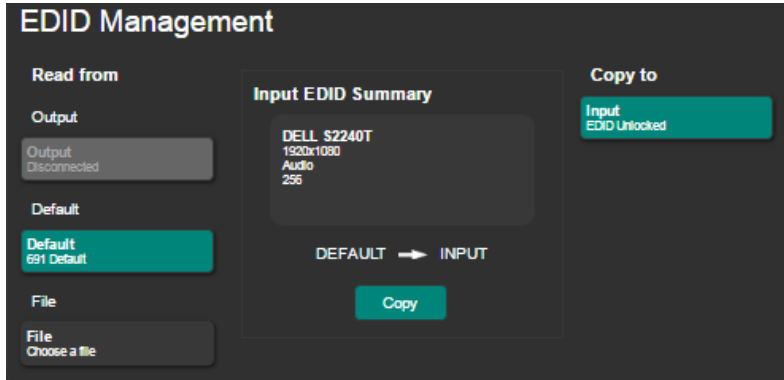 EDID Management
Read from
Output
Output
Disconnected
Default
Default
691 Default
File
File
Choose a file
Input EDID Summary
DELL S2240T
1920x1080
Audio
256
DEFAULT INPUT
Copy
Copy to
Input
EDID Unlocked